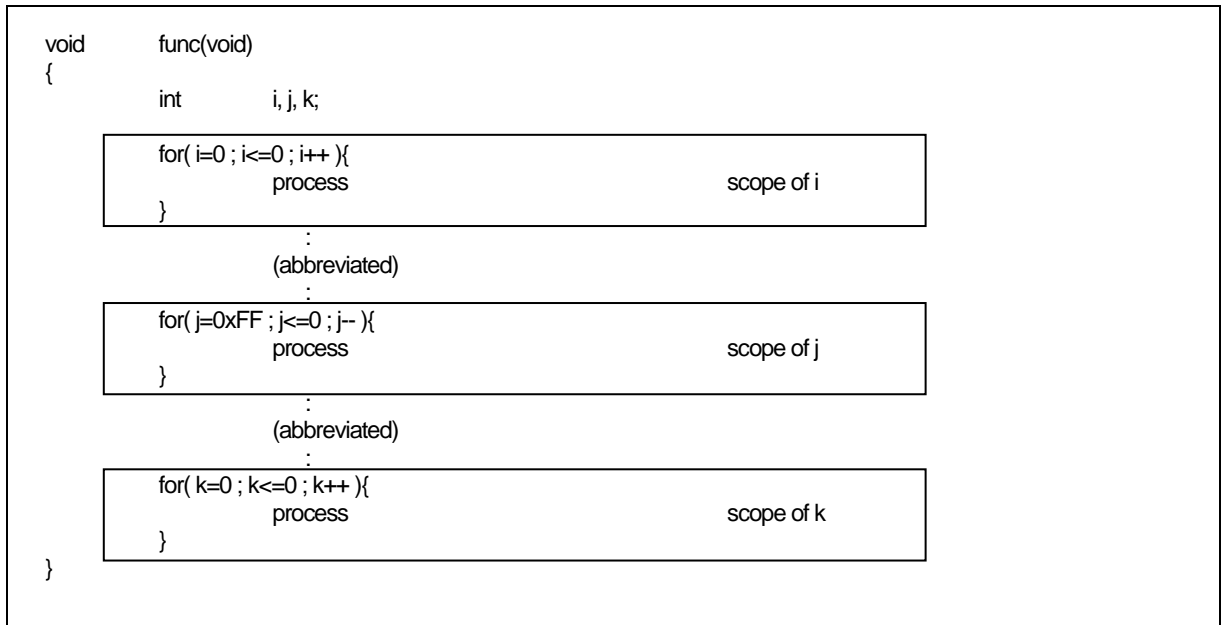 void func(void)
{
int i, j, k;
for( i=0 ; i<=0 ; i++ ){
process scope of i
}
:
(abbreviated)
:
for( j=0xFF ; j<=0 ; j-- ){
process scope of j
}
:
(abbreviated)
:
for( k=0 ; k<=0 ; k++ ){
process scope of k
}
}